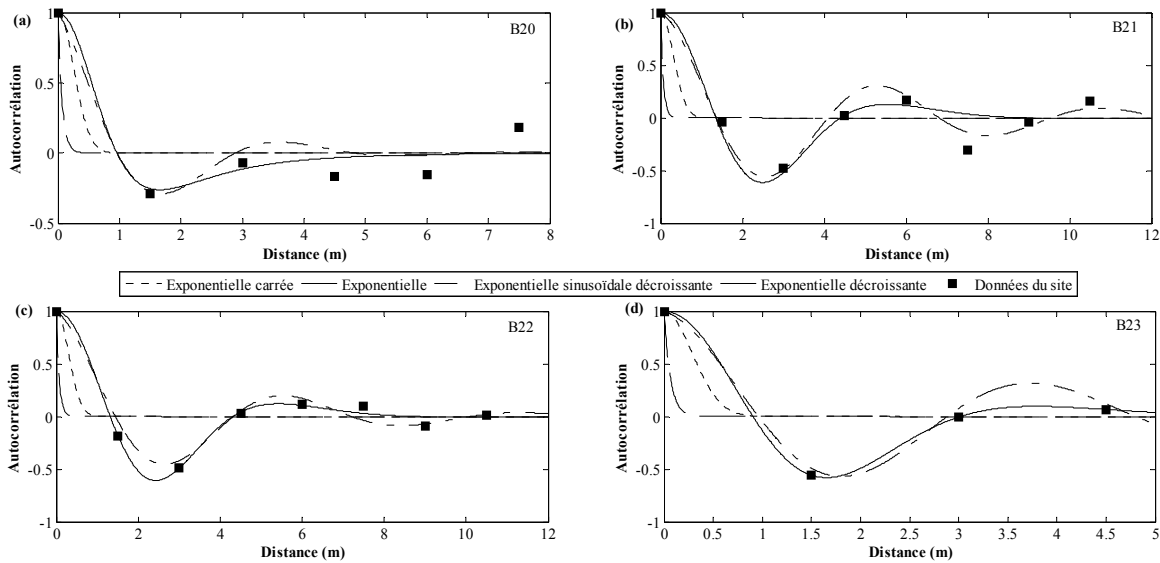 (a)
B20
1
0.5
0
-0.5
Autocorrélation
0 1 2 3 4 5 6 7 8
Distance (m)
(b)
B21
1
0.5
0
-0.5
-1
Autocorrélation
0 2 4 6 8 10 12
Distance (m)
Exponentielle carrée Exponentielle Exponentielle sinusoïdale décroissante Exponentielle décroissante Données du site
(c)
B22
1
0.5
0
-0.5
-1
Autocorrélation
0 2 4 6 8 10 12
Distance (m)
(d)
B23
1
0.5
0
-0.5
-1
Autocorrélation
0 0.5 1 1.5 2 2.5 3 3.5 4 4.5 5
Distance (m)